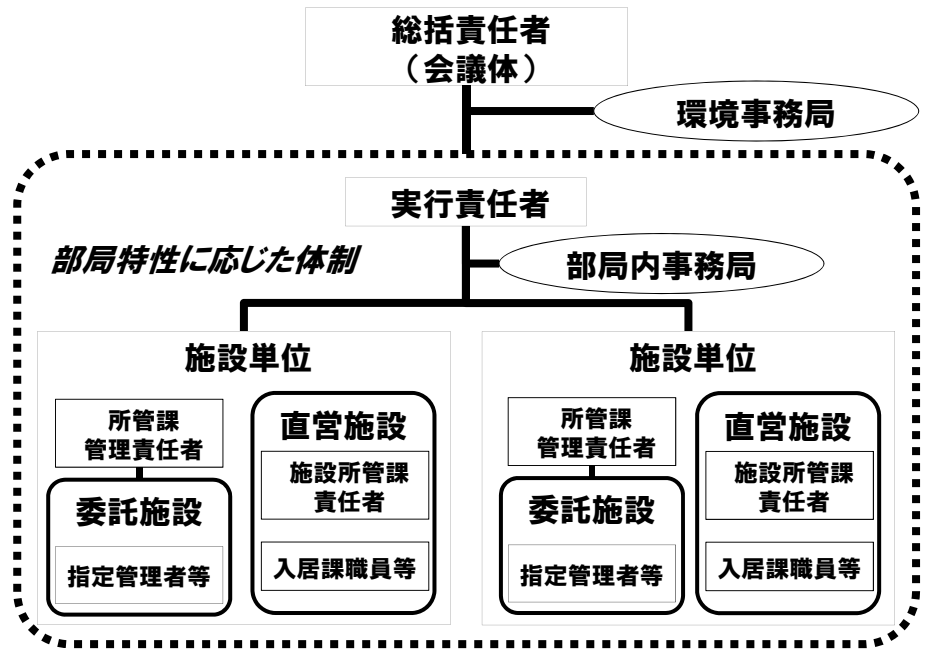 総括責任者
（会議体）
環境事務局
実行責任者
部局特性に応じた体制
部局内事務局
施設単位
所管課
管理責任者
委託施設
指定管理者等
直営施設
施設所管課
責任者
入居課職員等
施設単位
所管課
管理責任者
委託施設
指定管理者等
直営施設
施設所管課
責任者
入居課職員等